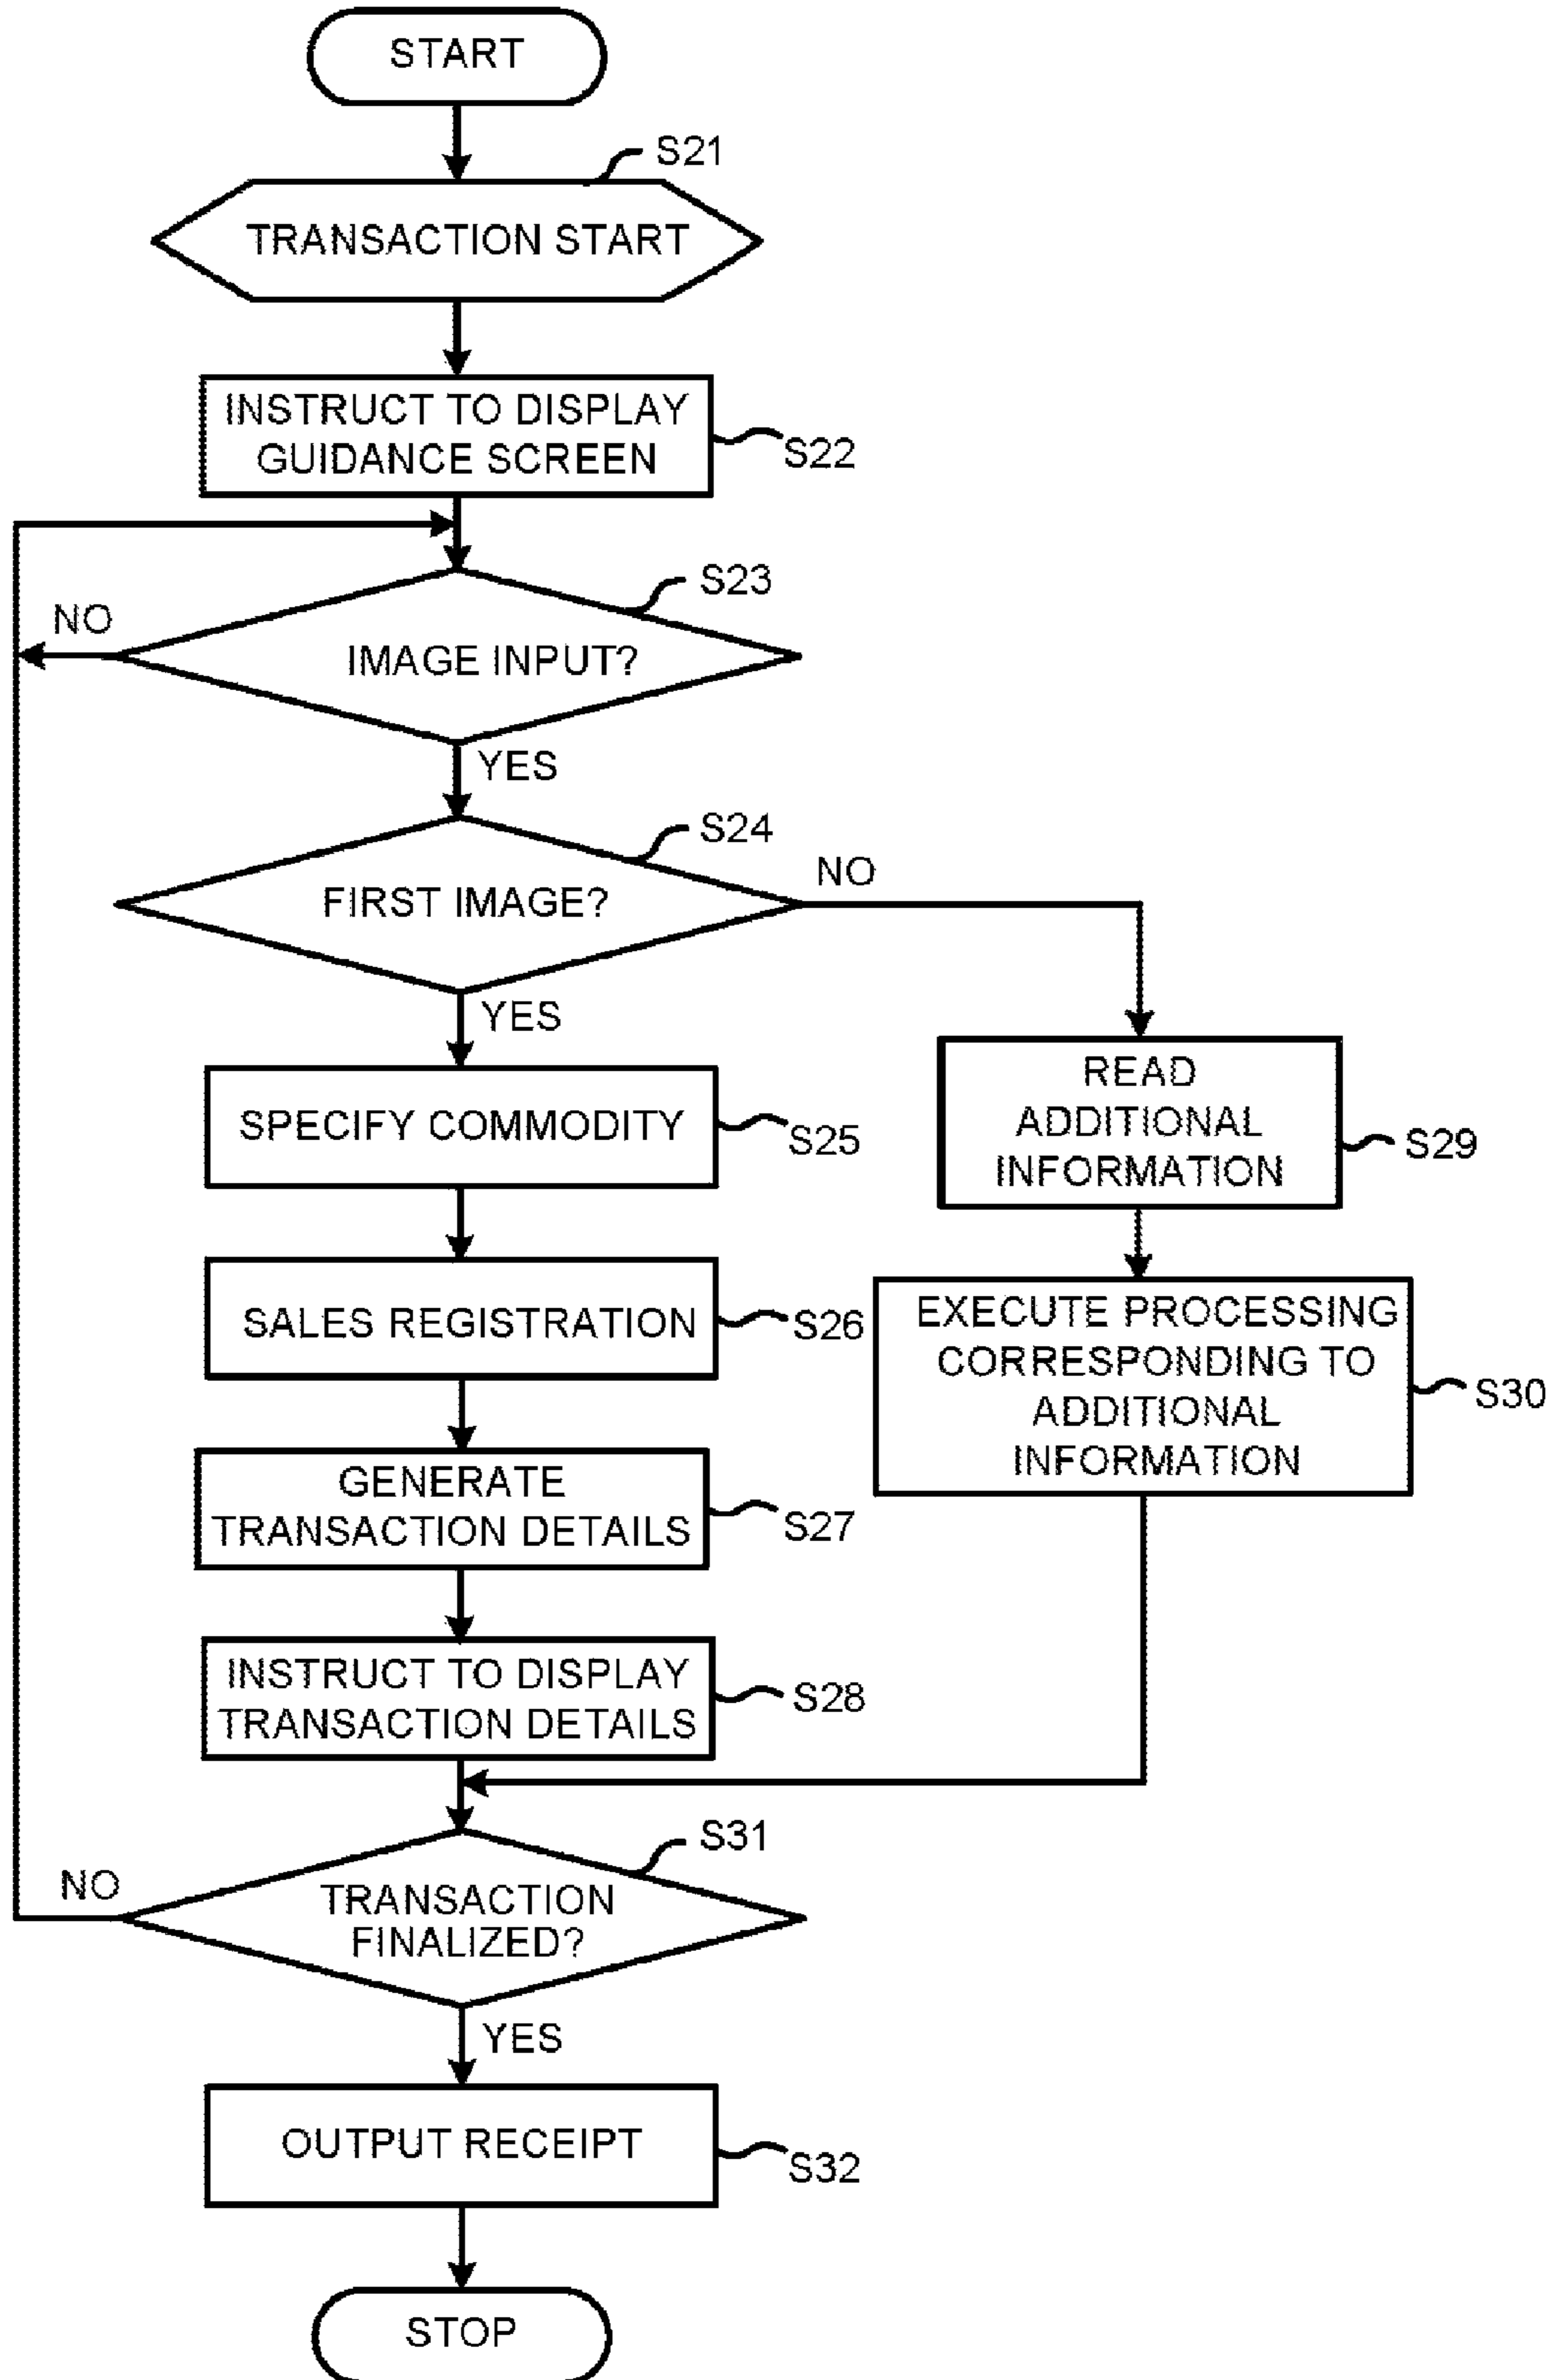 START
S21
TRANSACTION START
INSTRUCT TO DISPLAY
GUIDANCE SCREEN
S22
S23
NO
IMAGE INPUT?
YES
S24
NO
FIRST IMAGE?
YES
SPECIFY COMMODITY
S25
READ
ADDITIONAL
INFORMATION
S29
SALES REGISTRATION
S26
EXECUTE PROCESSING
CORRESPONDING TO
ADDITIONAL
INFORMATION
S30
GENERATE
TRANSACTION DETAILS
S27
INSTRUCT TO DISPLAY
TRANSACTION DETAILS
S28
S31
NO
TRANSACTION
FINALIZED?
YES
OUTPUT RECEIPT
S32
STOP